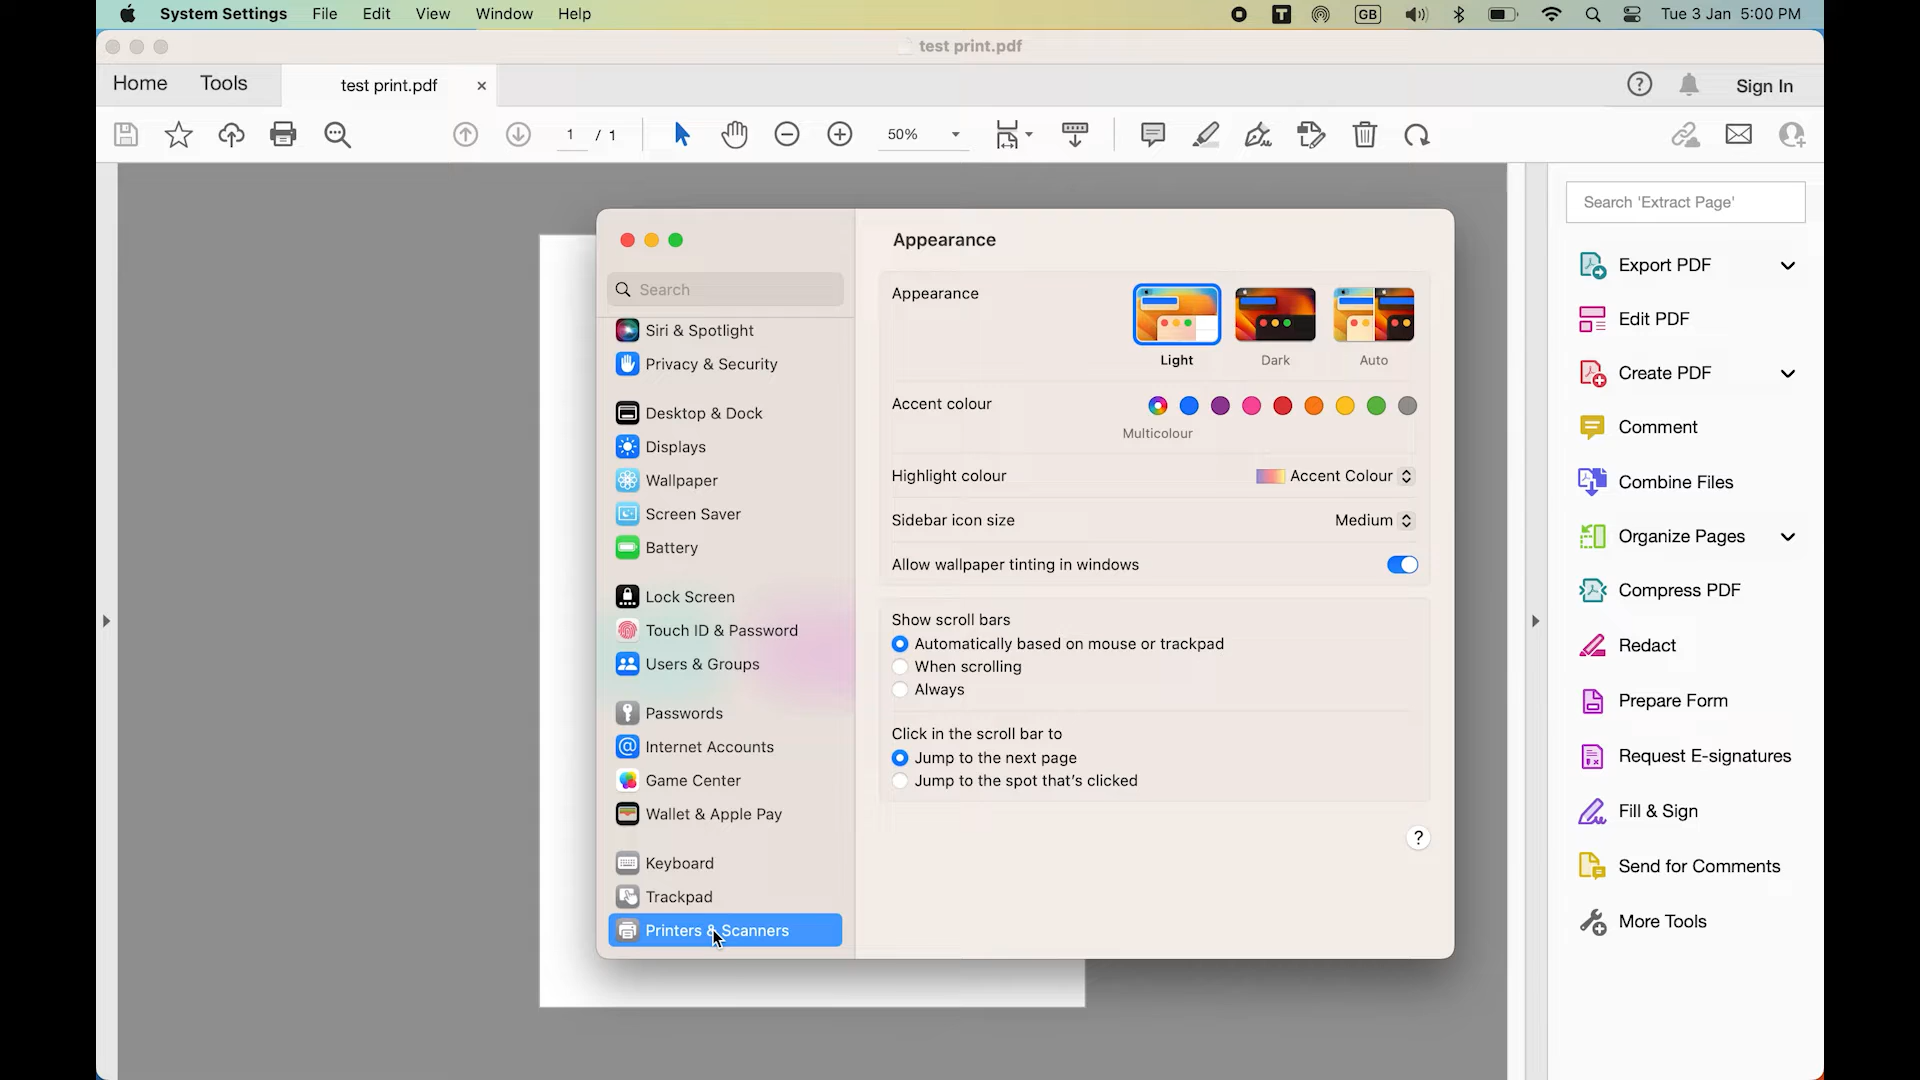 System Settings File Edit View Window Help GB Tue 3 Jan 5:00 PM
test print.pdf
Home Tools test print.pdf × Sign In
1 / 1 50%
Search 'Extract Page'
Export PDF
Edit PDF
Create PDF
Comment
Combine Files
Organize Pages
Compress PDF
Redact
Prepare Form
Request E-signatures
Fill & Sign
Send for Comments
More Tools
Search
Siri & Spotlight
Privacy & Security
Desktop & Dock
Displays
Wallpaper
Screen Saver
Battery
Lock Screen
Touch ID & Password
Users & Groups
Passwords
Internet Accounts
Game Center
Wallet & Apple Pay
Keyboard
Trackpad
Printers & Scanners
Appearance
Appearance
Light Dark Auto
Accent colour
Multicolour
Highlight colour Accent Colour
Sidebar icon size Medium
Allow wallpaper tinting in windows
Show scroll bars
Automatically based on mouse or trackpad
When scrolling
Always
Click in the scroll bar to
Jump to the next page
Jump to the spot that's clicked
?